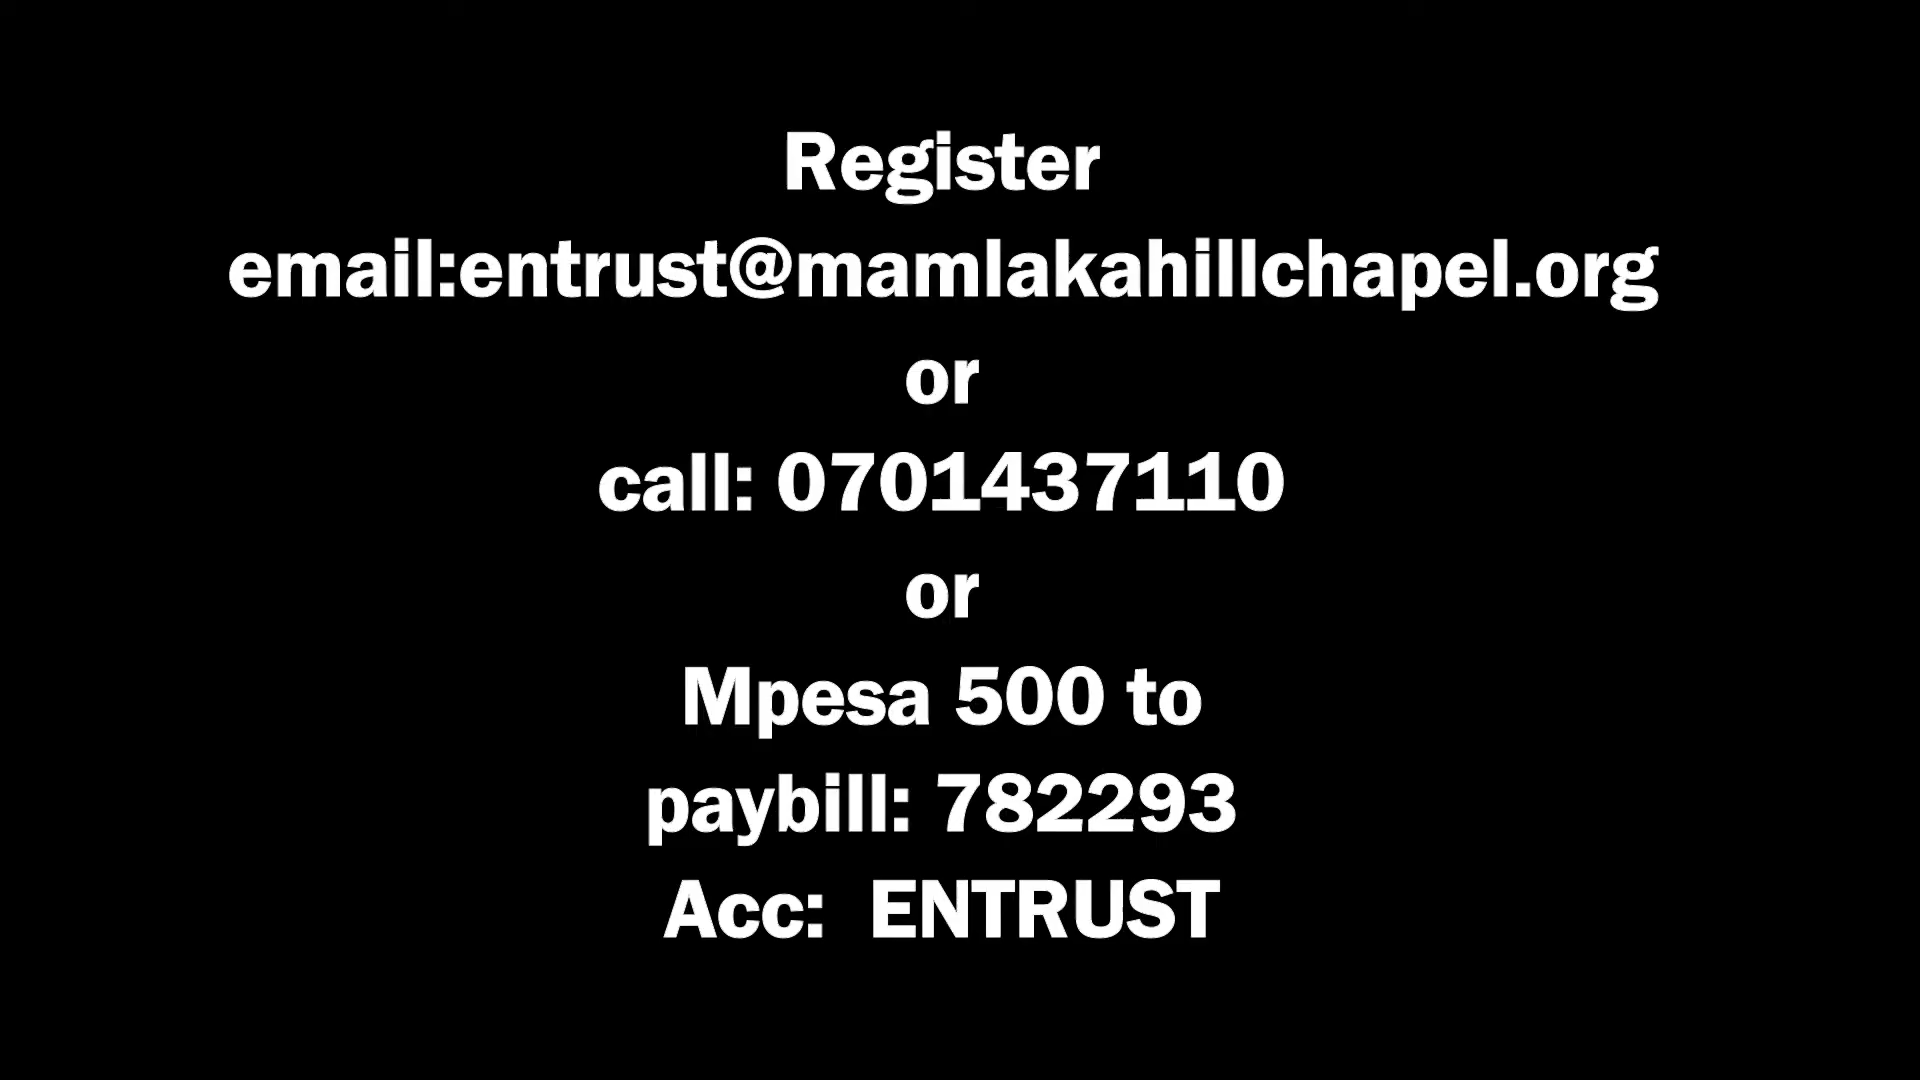 Register
email:entrust@mamlakahillchapel.org
or
call: 0701437110
or
Mpesa 500 to
paybill: 782293
Acc:  ENTRUST